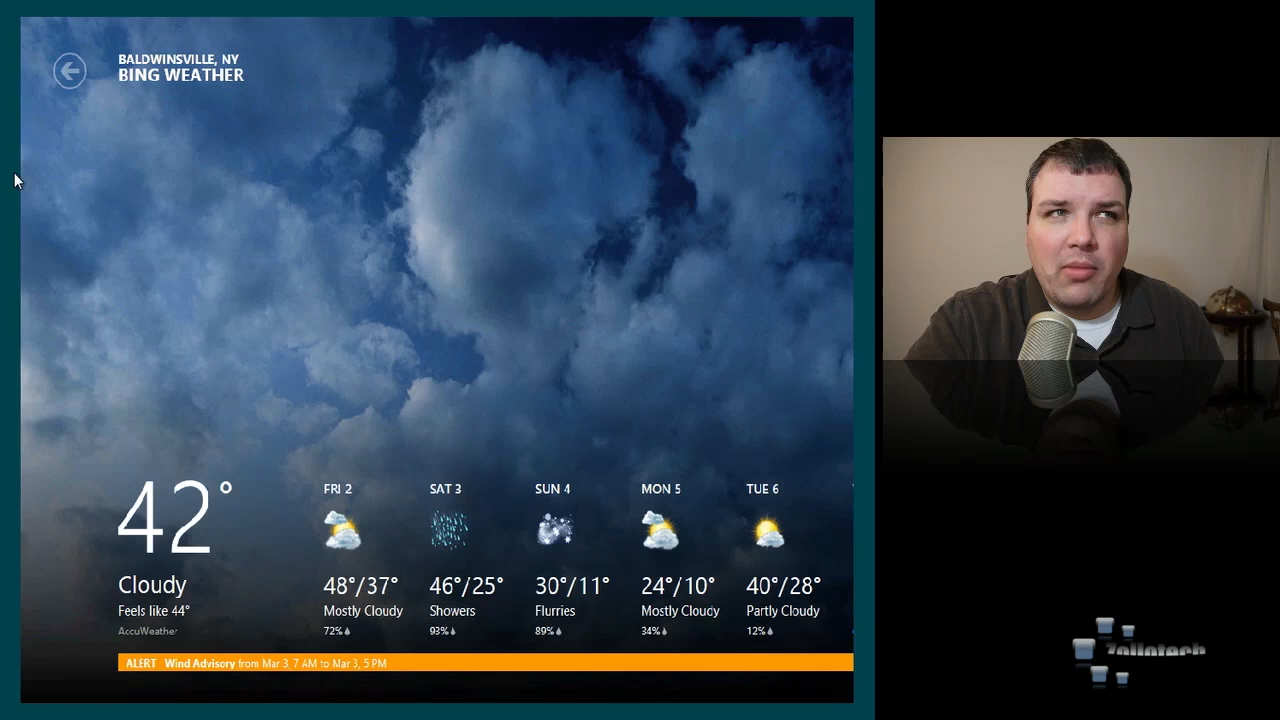 BALDWINSVILLE, NY
BING WEATHER
42°
Cloudy
Feels like 44°
AccuWeather
FRI 2
48°/37°
Mostly Cloudy
72%
SAT 3
46°/25°
Showers
93%
SUN 4
30°/11°
Flurries
89%
MON 5
24°/10°
Mostly Cloudy
34%
TUE 6
40°/28°
Partly Cloudy
12%
ALERT Wind Advisory from Mar 3, 7 AM to Mar 3, 5 PM